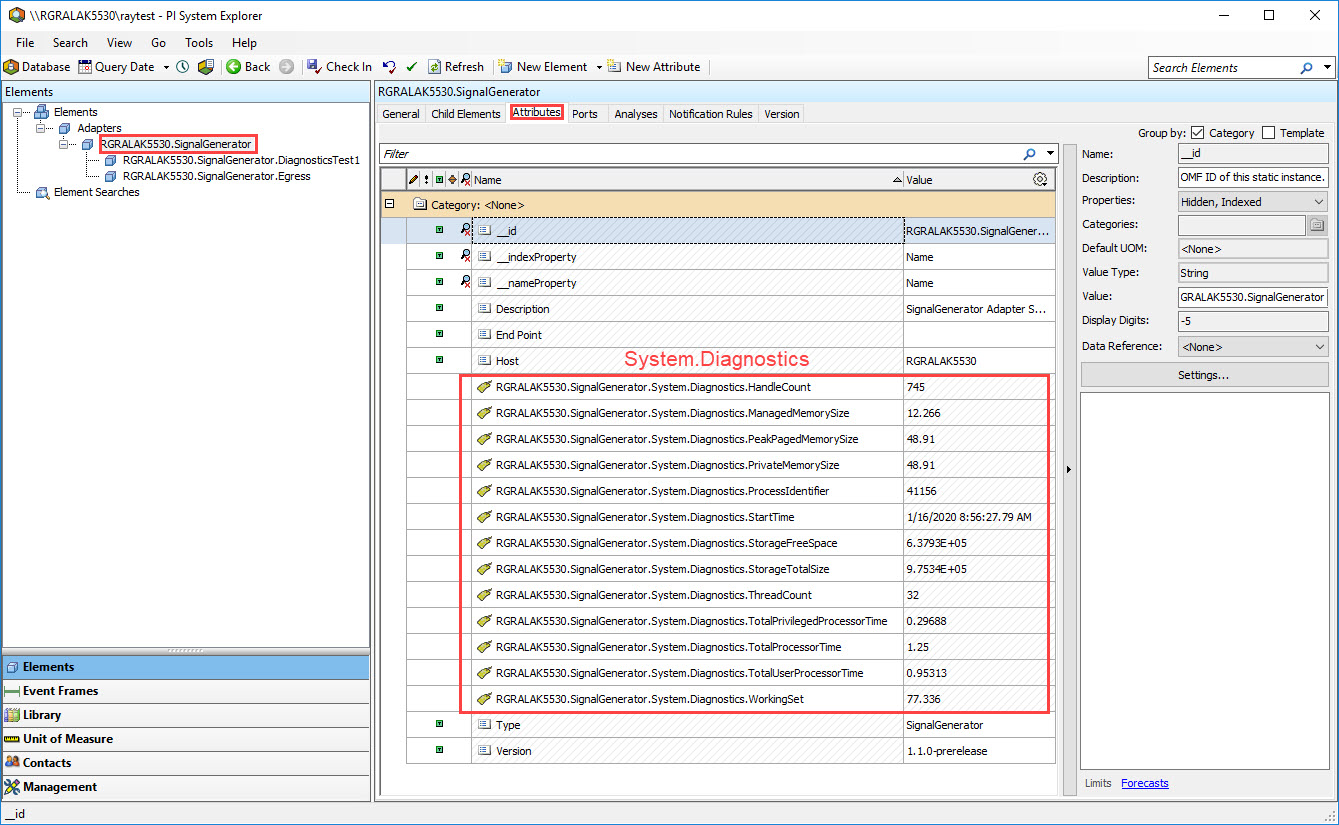 \\RGRALAK5530\raytest - PI System Explorer
File Search View Go Tools Help
Database Query Date Back Check In Refresh New Element New Attribute Search Elements
Elements
Elements
Adapters
RGRALAK5530.SignalGenerator
RGRALAK5530.SignalGenerator.DiagnosticsTest1
RGRALAK5530.SignalGenerator.Egress
Element Searches
Elements
Event Frames
Library
Unit of Measure
Contacts
Management
RGRALAK5530.SignalGenerator
General Child Elements Attributes Ports Analyses Notification Rules Version
Group by: Category Template
Filter
Name Value
Category: <None>
__id RGRALAK5530.SignalGener...
__indexProperty Name
__nameProperty Name
Description SignalGenerator Adapter S...
End Point
Host RGRALAK5530
System.Diagnostics
RGRALAK5530.SignalGenerator.System.Diagnostics.HandleCount 745
RGRALAK5530.SignalGenerator.System.Diagnostics.ManagedMemorySize 12.266
RGRALAK5530.SignalGenerator.System.Diagnostics.PeakPagedMemorySize 48.91
RGRALAK5530.SignalGenerator.System.Diagnostics.PrivateMemorySize 48.91
RGRALAK5530.SignalGenerator.System.Diagnostics.ProcessIdentifier 41156
RGRALAK5530.SignalGenerator.System.Diagnostics.StartTime 1/16/2020 8:56:27.79 AM
RGRALAK5530.SignalGenerator.System.Diagnostics.StorageFreeSpace 6.3793E+05
RGRALAK5530.SignalGenerator.System.Diagnostics.StorageTotalSize 9.7534E+05
RGRALAK5530.SignalGenerator.System.Diagnostics.ThreadCount 32
RGRALAK5530.SignalGenerator.System.Diagnostics.TotalPrivilegedProcessorTime 0.29688
RGRALAK5530.SignalGenerator.System.Diagnostics.TotalProcessorTime 1.25
RGRALAK5530.SignalGenerator.System.Diagnostics.TotalUserProcessorTime 0.95313
RGRALAK5530.SignalGenerator.System.Diagnostics.WorkingSet 77.336
Type SignalGenerator
Version 1.1.0-prerelease
Name: __id
Description: OMF ID of this static instance.
Properties: Hidden, Indexed
Categories:
Default UOM: <None>
Value Type: String
Value: GRALAK5530.SignalGenerator
Display Digits: -5
Data Reference: <None>
Settings...
Limits Forecasts
__id